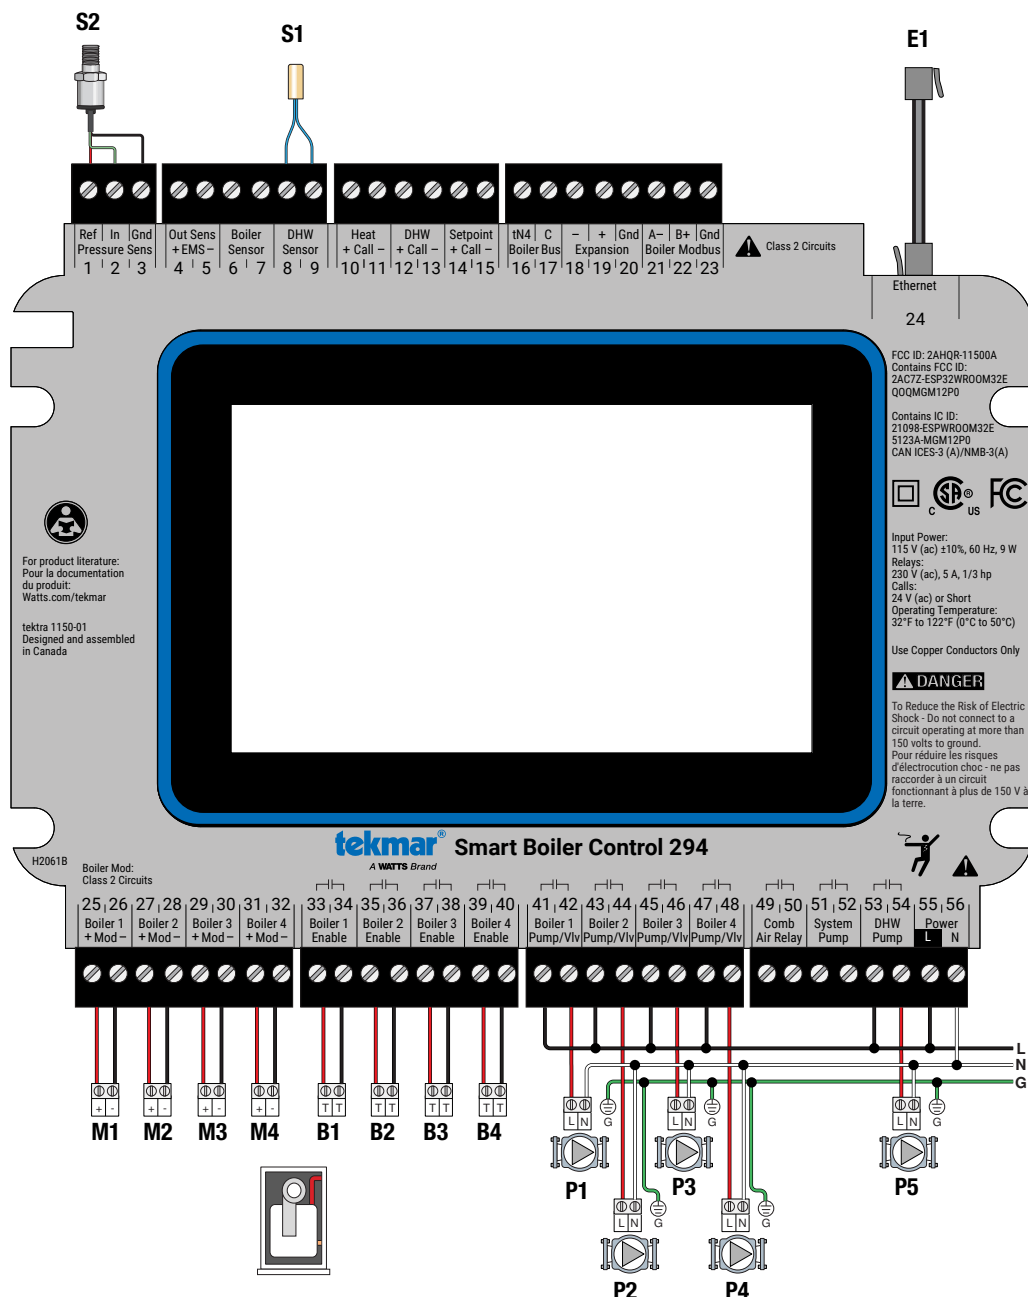 S2
S1
E1
Ref In Gnd
Pressure Sens
1 2 3
Out Sens
+ EMS –
4 5
Boiler
Sensor
6 7
DHW
Sensor
8 9
Heat
+ Call –
10 11
DHW
+ Call –
12 13
Setpoint
+ Call –
14 15
tN4 C
Boiler Bus
16 17
– + Gnd
Expansion
18 19 20
A– B+ Gnd
Boiler Modbus
21 22 23
Class 2 Circuits
Ethernet
24
FCC ID: 2AHQR-11500A
Contains FCC ID:
2AC7Z-ESP32WROOM32E
QOQMGM12P0
Contains IC ID:
21098-ESPWROOM32E
5123A-MGM12P0
CAN ICES-3 (A)/NMB-3(A)
C SA ® US FC
Input Power:
115 V (ac) ±10%, 60 Hz, 9 W
Relays:
230 V (ac), 5 A, 1/3 hp
Calls:
24 V (ac) or Short
Operating Temperature:
32°F to 122°F (0°C to 50°C)
Use Copper Conductors Only
DANGER
To Reduce the Risk of Electric
Shock - Do not connect to a
circuit operating at more than
150 volts to ground.
Pour réduire les risques
d'électrocution choc - ne pas
raccorder à un circuit
fonctionnant à plus de 150 V à
la terre.
For product literature:
Pour la documentation
du produit:
Watts.com/tekmar
tektra 1150-01
Designed and assembled
in Canada
H2061B
tekmar®
A WATTS Brand
Smart Boiler Control 294
Boiler Mod:
Class 2 Circuits
25 26
Boiler 1
+ Mod –
27 28
Boiler 2
+ Mod –
29 30
Boiler 3
+ Mod –
31 32
Boiler 4
+ Mod –
33 34
Boiler 1
Enable
35 36
Boiler 2
Enable
37 38
Boiler 3
Enable
39 40
Boiler 4
Enable
41 42
Boiler 1
Pump/Vlv
43 44
Boiler 2
Pump/Vlv
45 46
Boiler 3
Pump/Vlv
47 48
Boiler 4
Pump/Vlv
49 50
Comb
Air Relay
51 52
System
Pump
53 54
DHW
Pump
55 56
Power
L N
L
N
G
+ -
M1
+ -
M2
+ -
M3
+ -
M4
T T
B1
T T
B2
T T
B3
T T
B4
L N G
P1
L N G
P3
L N G
P5
L N G
P2
L N G
P4